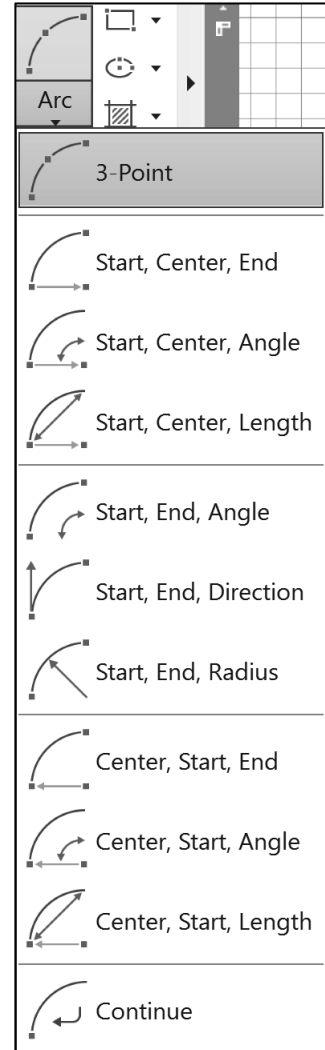 Arc
3-Point
Start, Center, End
Start, Center, Angle
Start, Center, Length
Start, End, Angle
Start, End, Direction
Start, End, Radius
Center, Start, End
Center, Start, Angle
Center, Start, Length
Continue